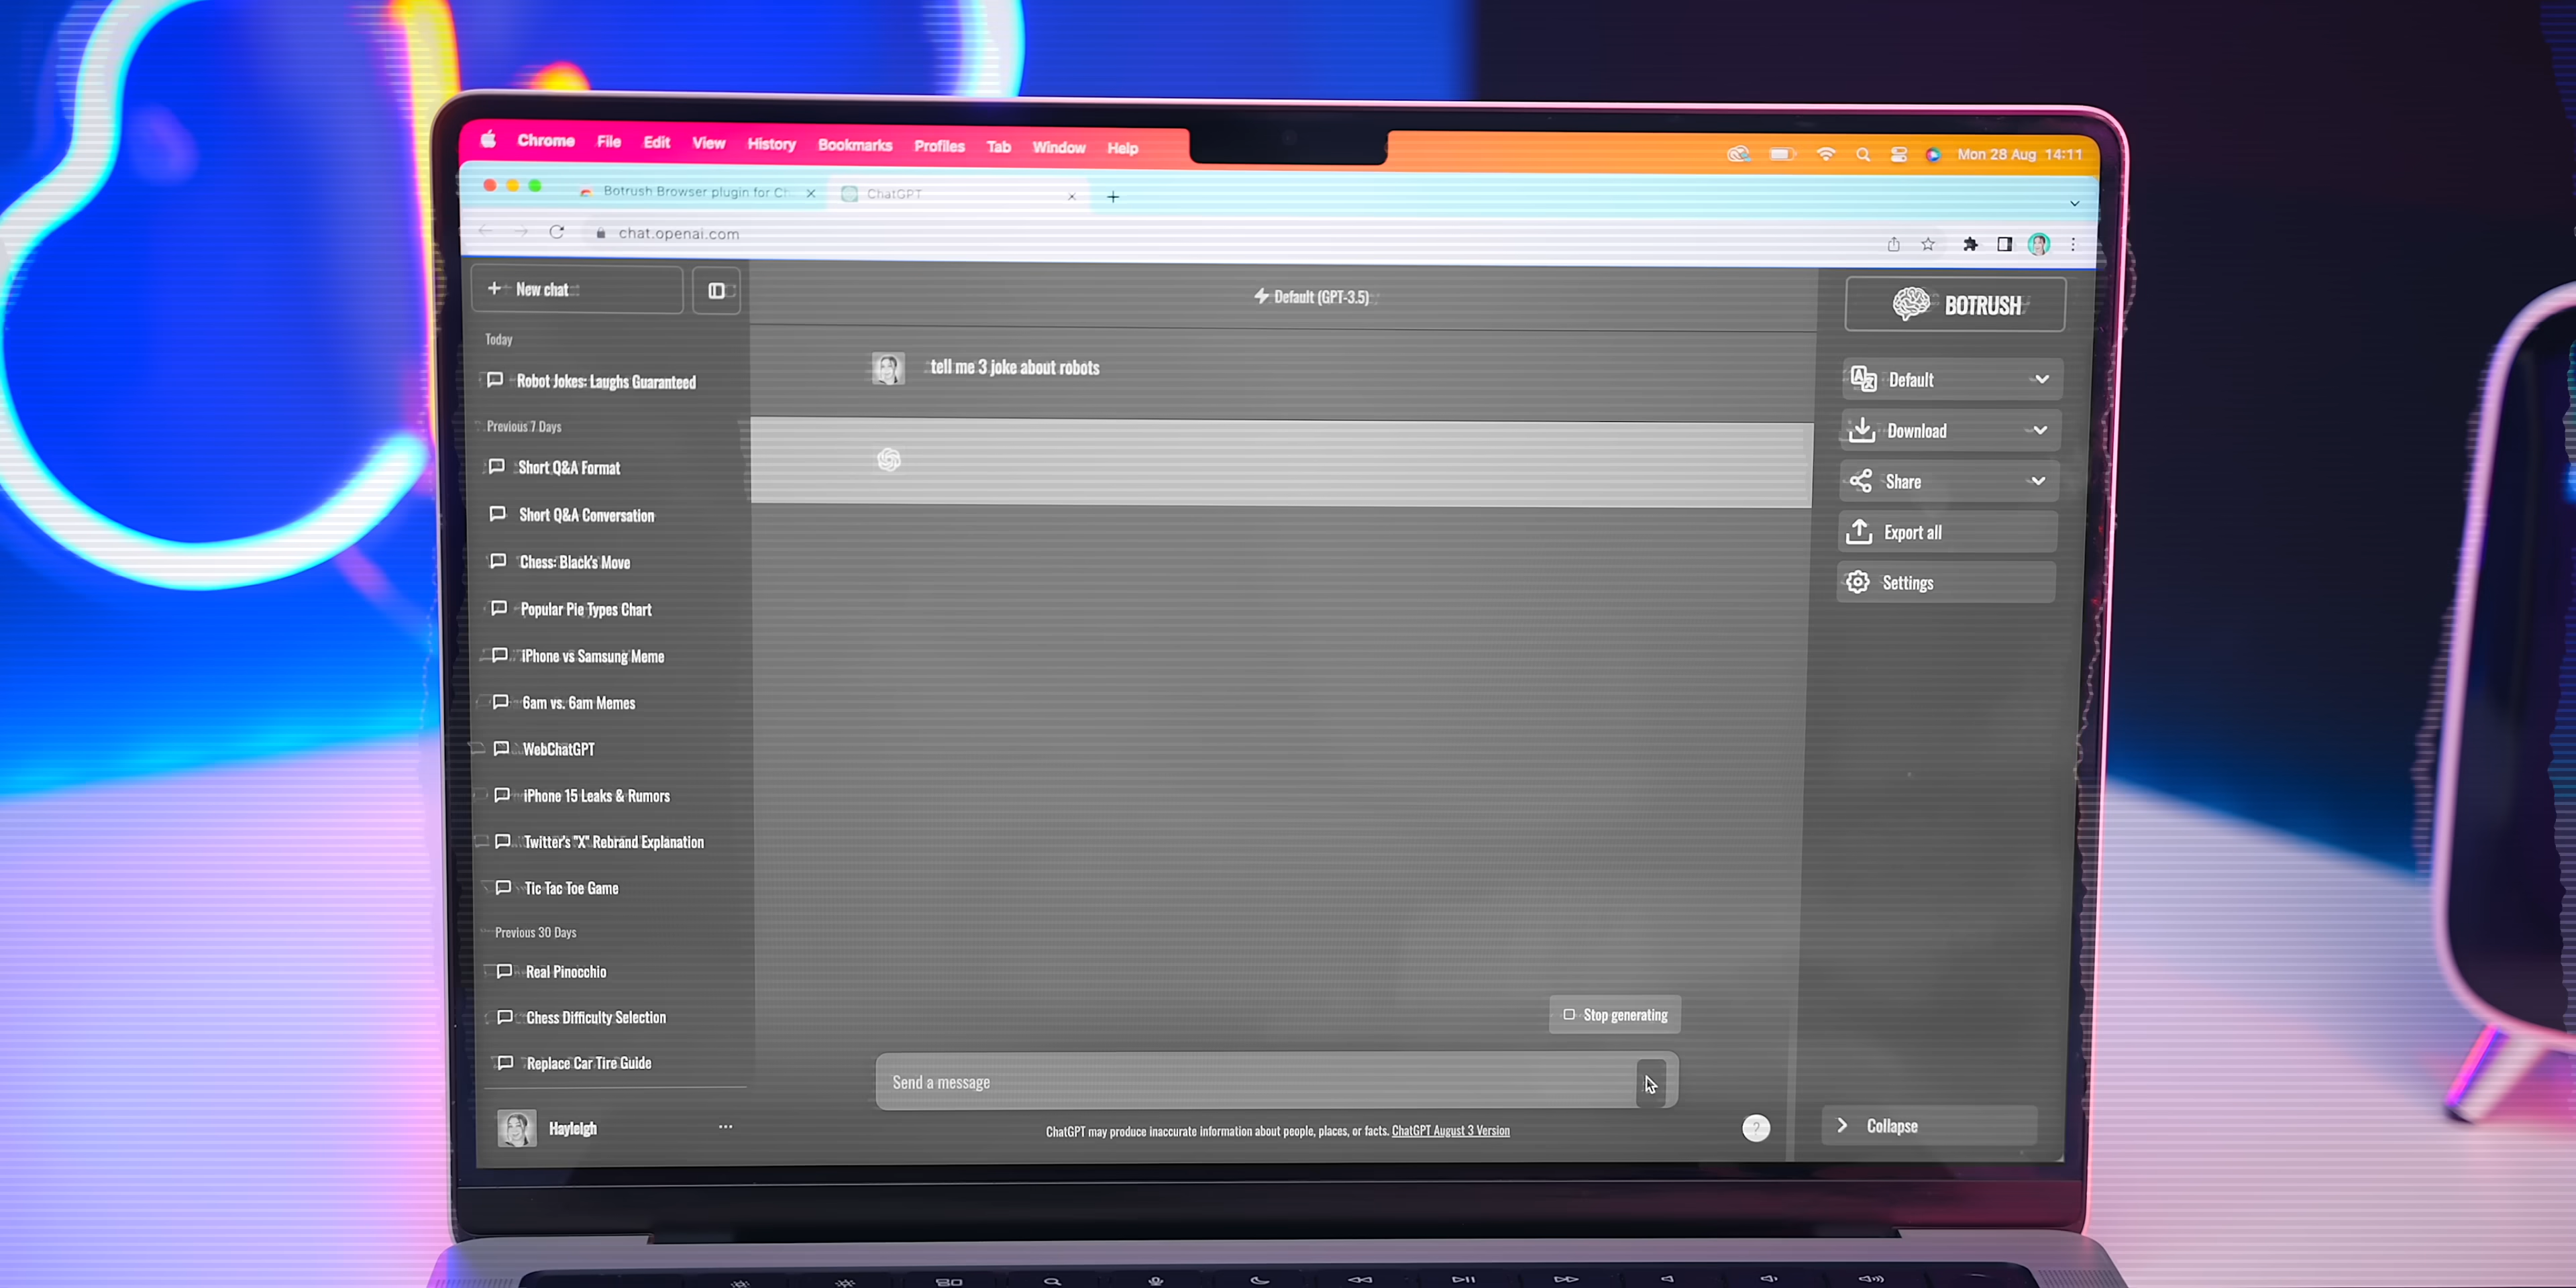 Chrome File Edit View History Bookmarks Profiles Tab Window Help
Mon 28 Aug 14:11
Botrush Browser plugin for Ch
ChatGPT
chat.openai.com
New chat
Today
Robot Jokes: Laughs Guaranteed
Previous 7 Days
Short Q&A Format
Short Q&A Conversation
Chess: Black's Move
Popular Pie Types Chart
iPhone vs Samsung Meme
6am vs. 6am Memes
WebChatGPT
iPhone 15 Leaks & Rumors
Twitter's "X" Rebrand Explanation
Tic Tac Toe Game
Previous 30 Days
Real Pinocchio
Chess Difficulty Selection
Replace Car Tire Guide
Hayleigh
Default (GPT-3.5)
tell me 3 joke about robots
Stop generating
Send a message
ChatGPT may produce inaccurate information about people, places, or facts. ChatGPT August 3 Version
?
BOTRUSH
Default
Download
Share
Export all
Settings
Collapse